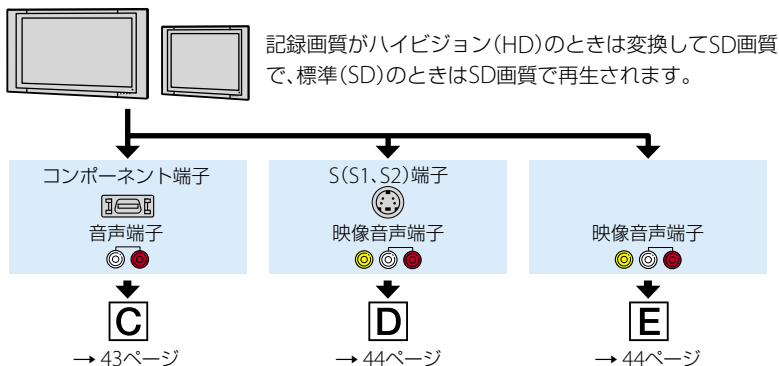 記録画質がハイビジョン(HD)のときは変換してSD画質
で、標準(SD)のときはSD画質で再生されます。
コンポーネント端子
音声端子
C
→ 43ページ
S(S1、S2)端子
映像音声端子
D
→ 44ページ
映像音声端子
E
→ 44ページ